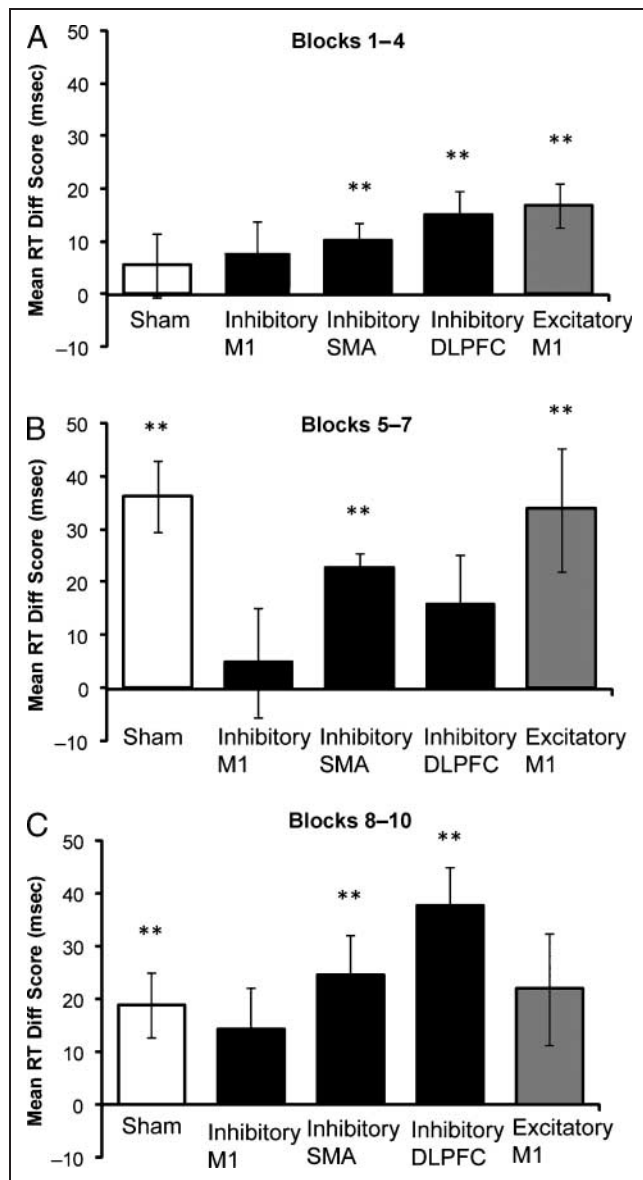 A
Blocks 1–4
Mean RT Diff Score (msec)
50
40
30
20
10
0
–10
**
**
**
Sham
Inhibitory M1
Inhibitory SMA
Inhibitory DLPFC
Excitatory M1
B
Blocks 5–7
Mean RT Diff Score (msec)
50
40
30
20
10
0
–10
**
**
**
Sham
Inhibitory M1
Inhibitory SMA
Inhibitory DLPFC
Excitatory M1
C
Blocks 8–10
Mean RT Diff Score (msec)
50
40
30
20
10
0
–10
**
**
**
Sham
Inhibitory M1
Inhibitory SMA
Inhibitory DLPFC
Excitatory M1